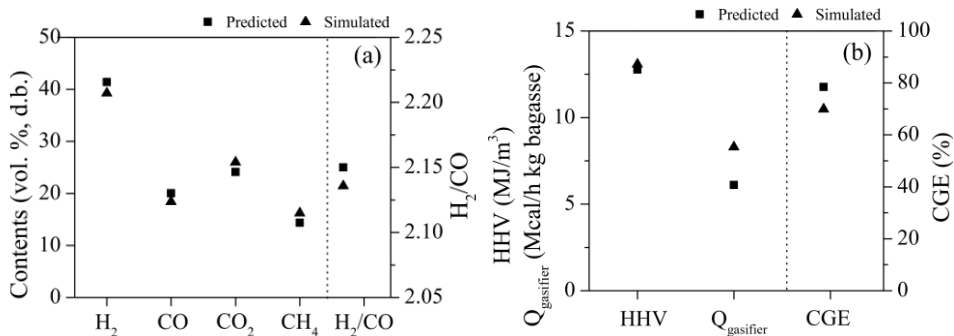 Predicted Simulated
(a)
Contents (vol. %, d.b.)
50
40
30
20
10
0
H₂ CO CO₂ CH₄ H₂/CO
2.25
2.20
2.15
2.10
2.05
H₂/CO
Predicted Simulated
(b)
HHV (MJ/m³)
Q_gasifier (Mcal/h kg bagasse)
15
10
5
0
HHV Q_gasifier CGE
100
80
60
40
20
0
CGE (%)